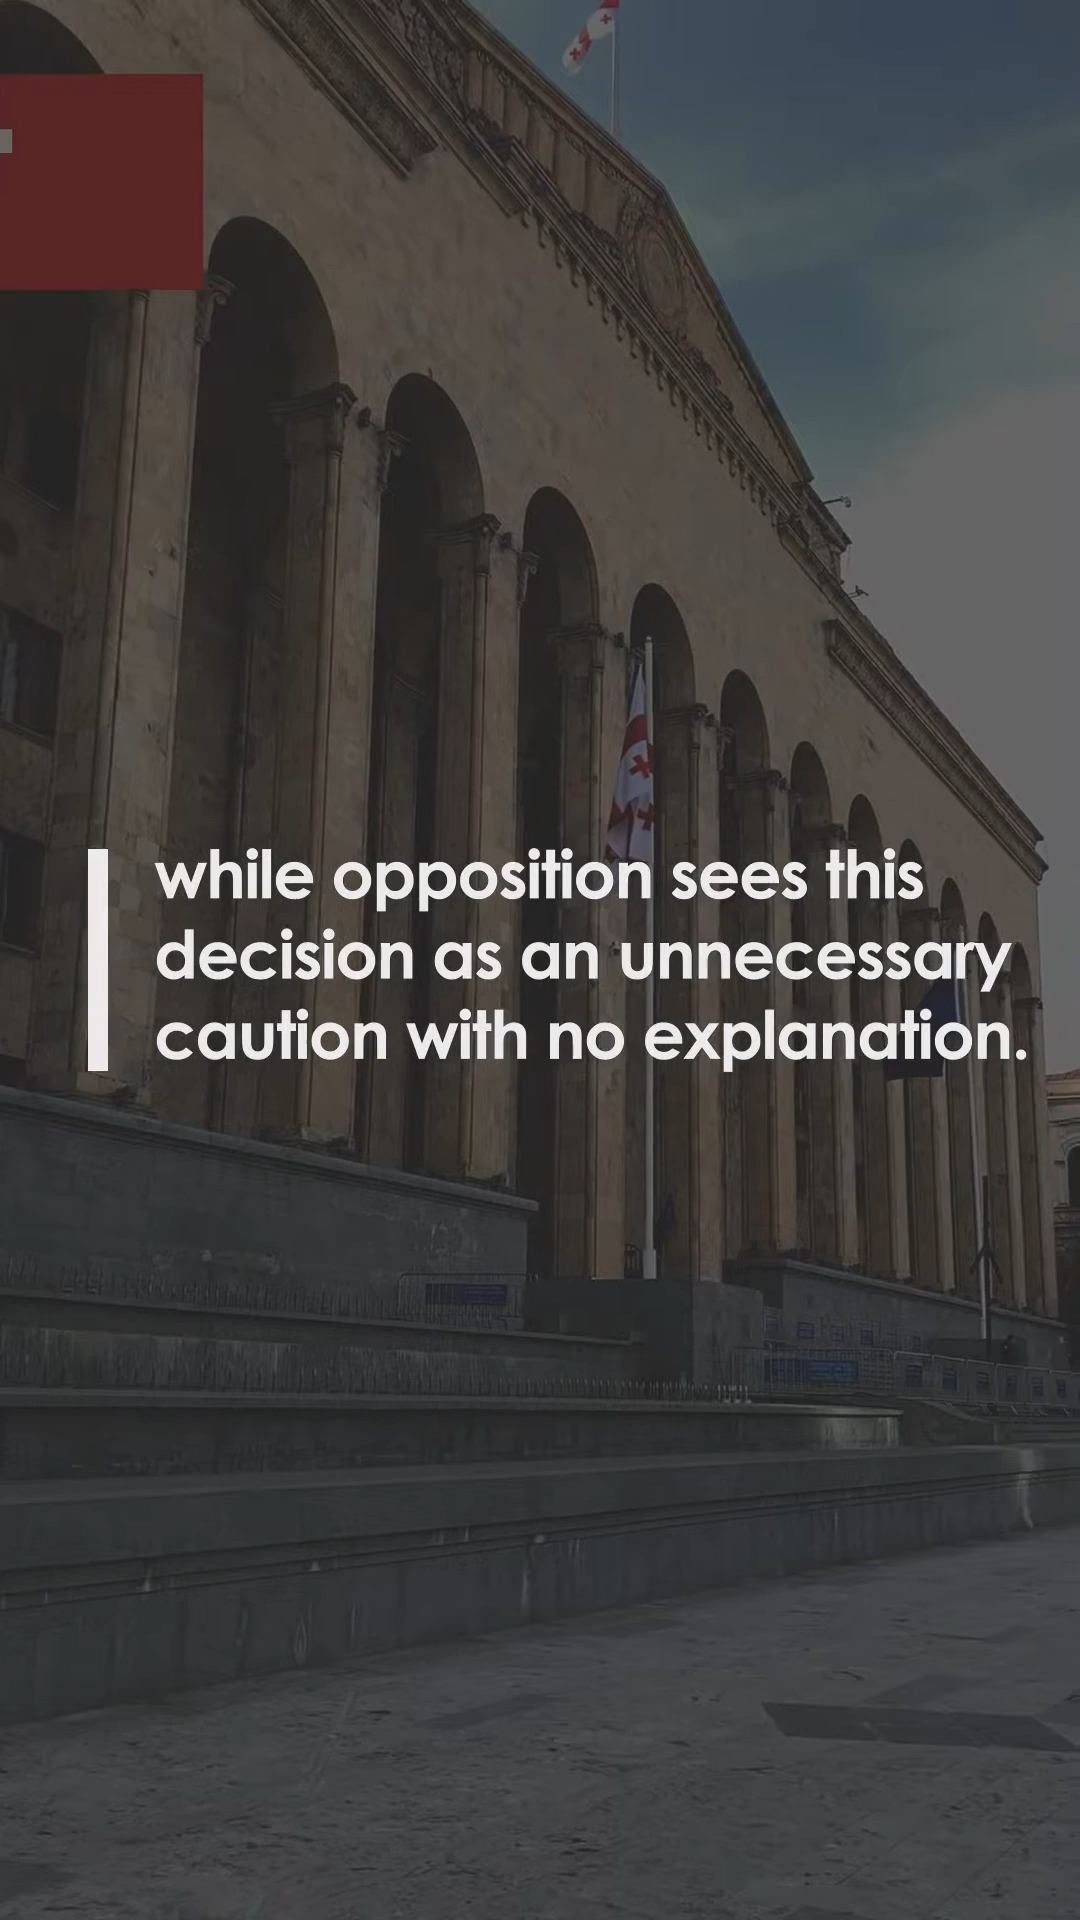 while opposition sees this
decision as an unnecessary
caution with no explanation.